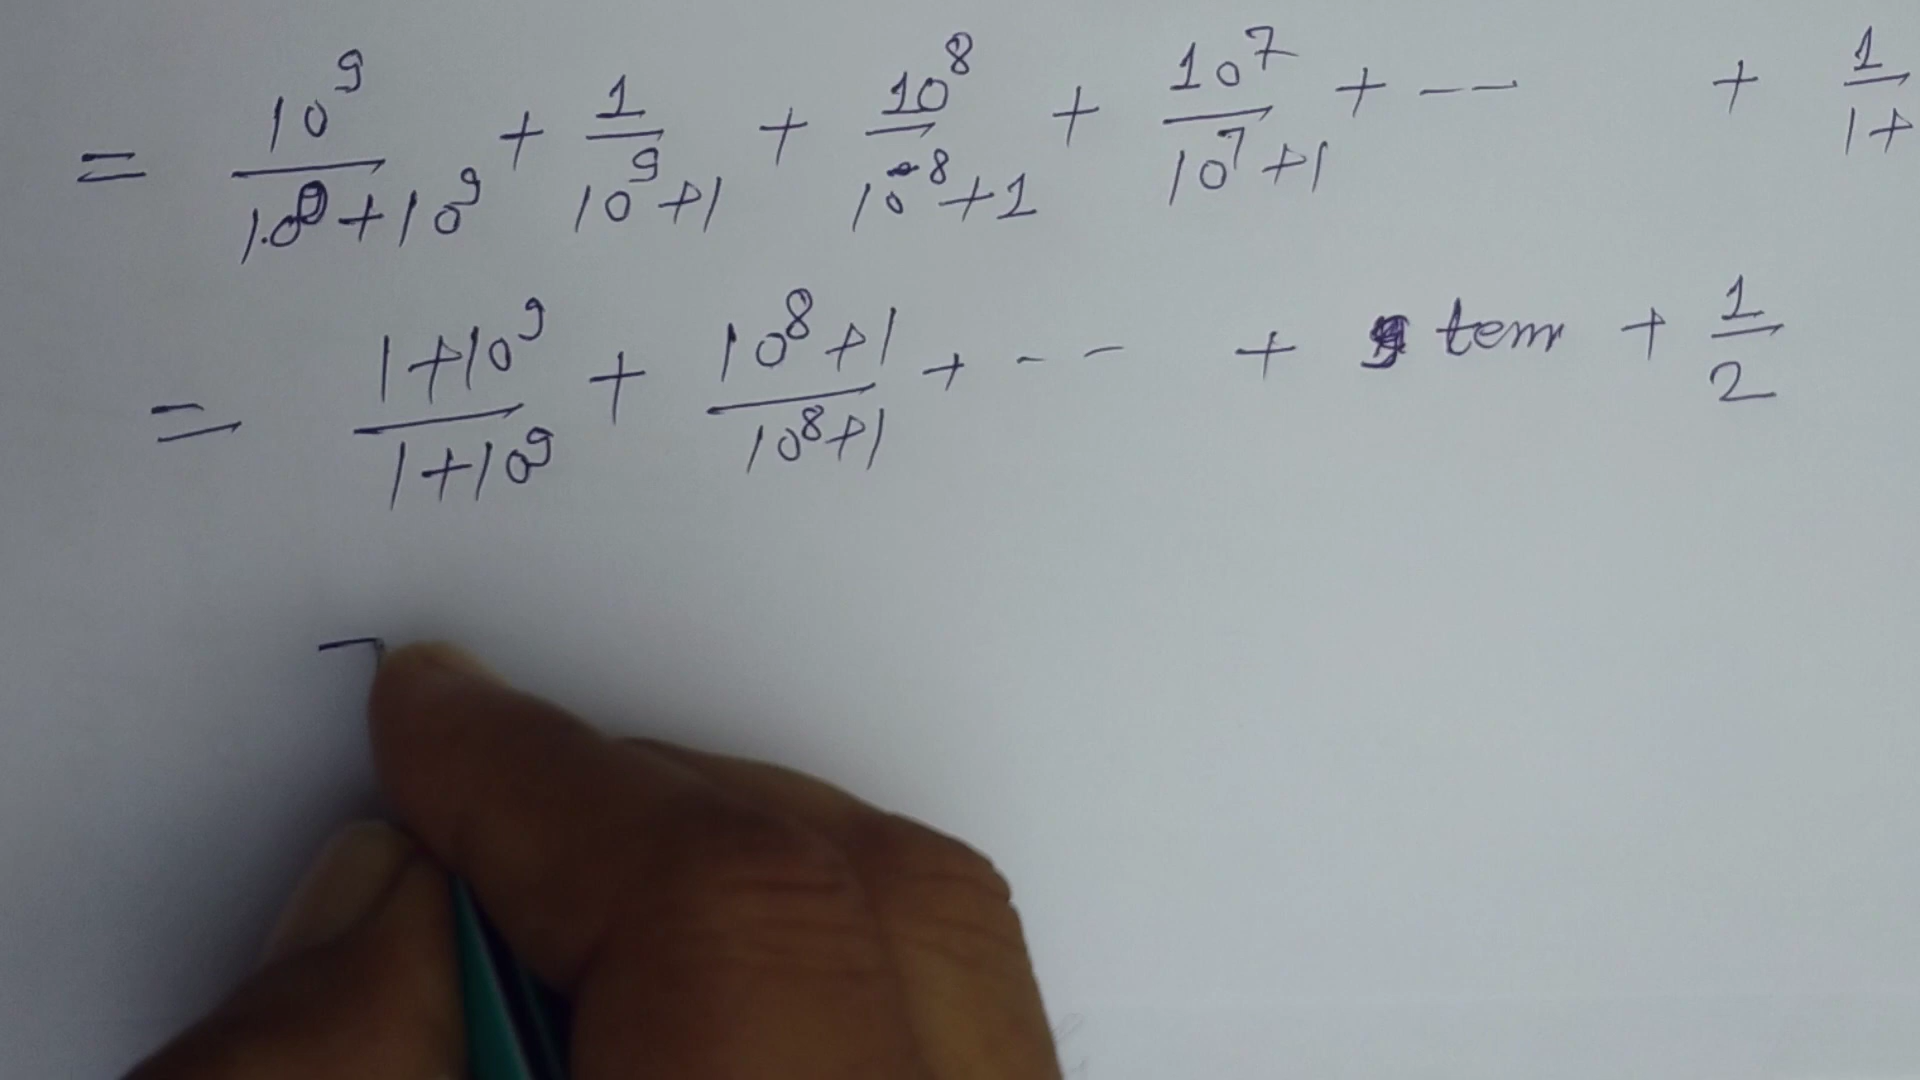 = 10^9/10^0+10^9 + 1/10^9+1 + 10^8/10^8+1 + 10^7/10^7+1 + -- + 1/1+
= 1+10^9/1+10^9 + 10^8+1/10^8+1 + -- + 9 term + 1/2